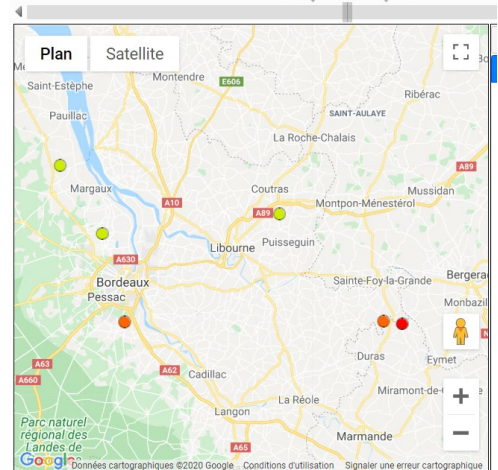 Plan
Satellite
Montendre
E606
Saint-Estèphe
Ribérac
Pauillac
SAINT-AULAYE
La Roche-Chalais
A89
Margaux
Coutras
Mussidan
A10
Montpon-Ménestérol
A89
Libourne
Puisseguin
A630
Bordeaux
Sainte-Foy-la-Grande
Bergera
Pessac
Monbazil
Duras
Eymet
A63
A62
Cadillac
A660
Miramont-de-
La Réole
Langon
Parc naturel
régional des
Landes de
Marmande
A65
Google
Données cartographiques ©2020 Google
Conditions d'utilisation
Signaler une erreur cartographique